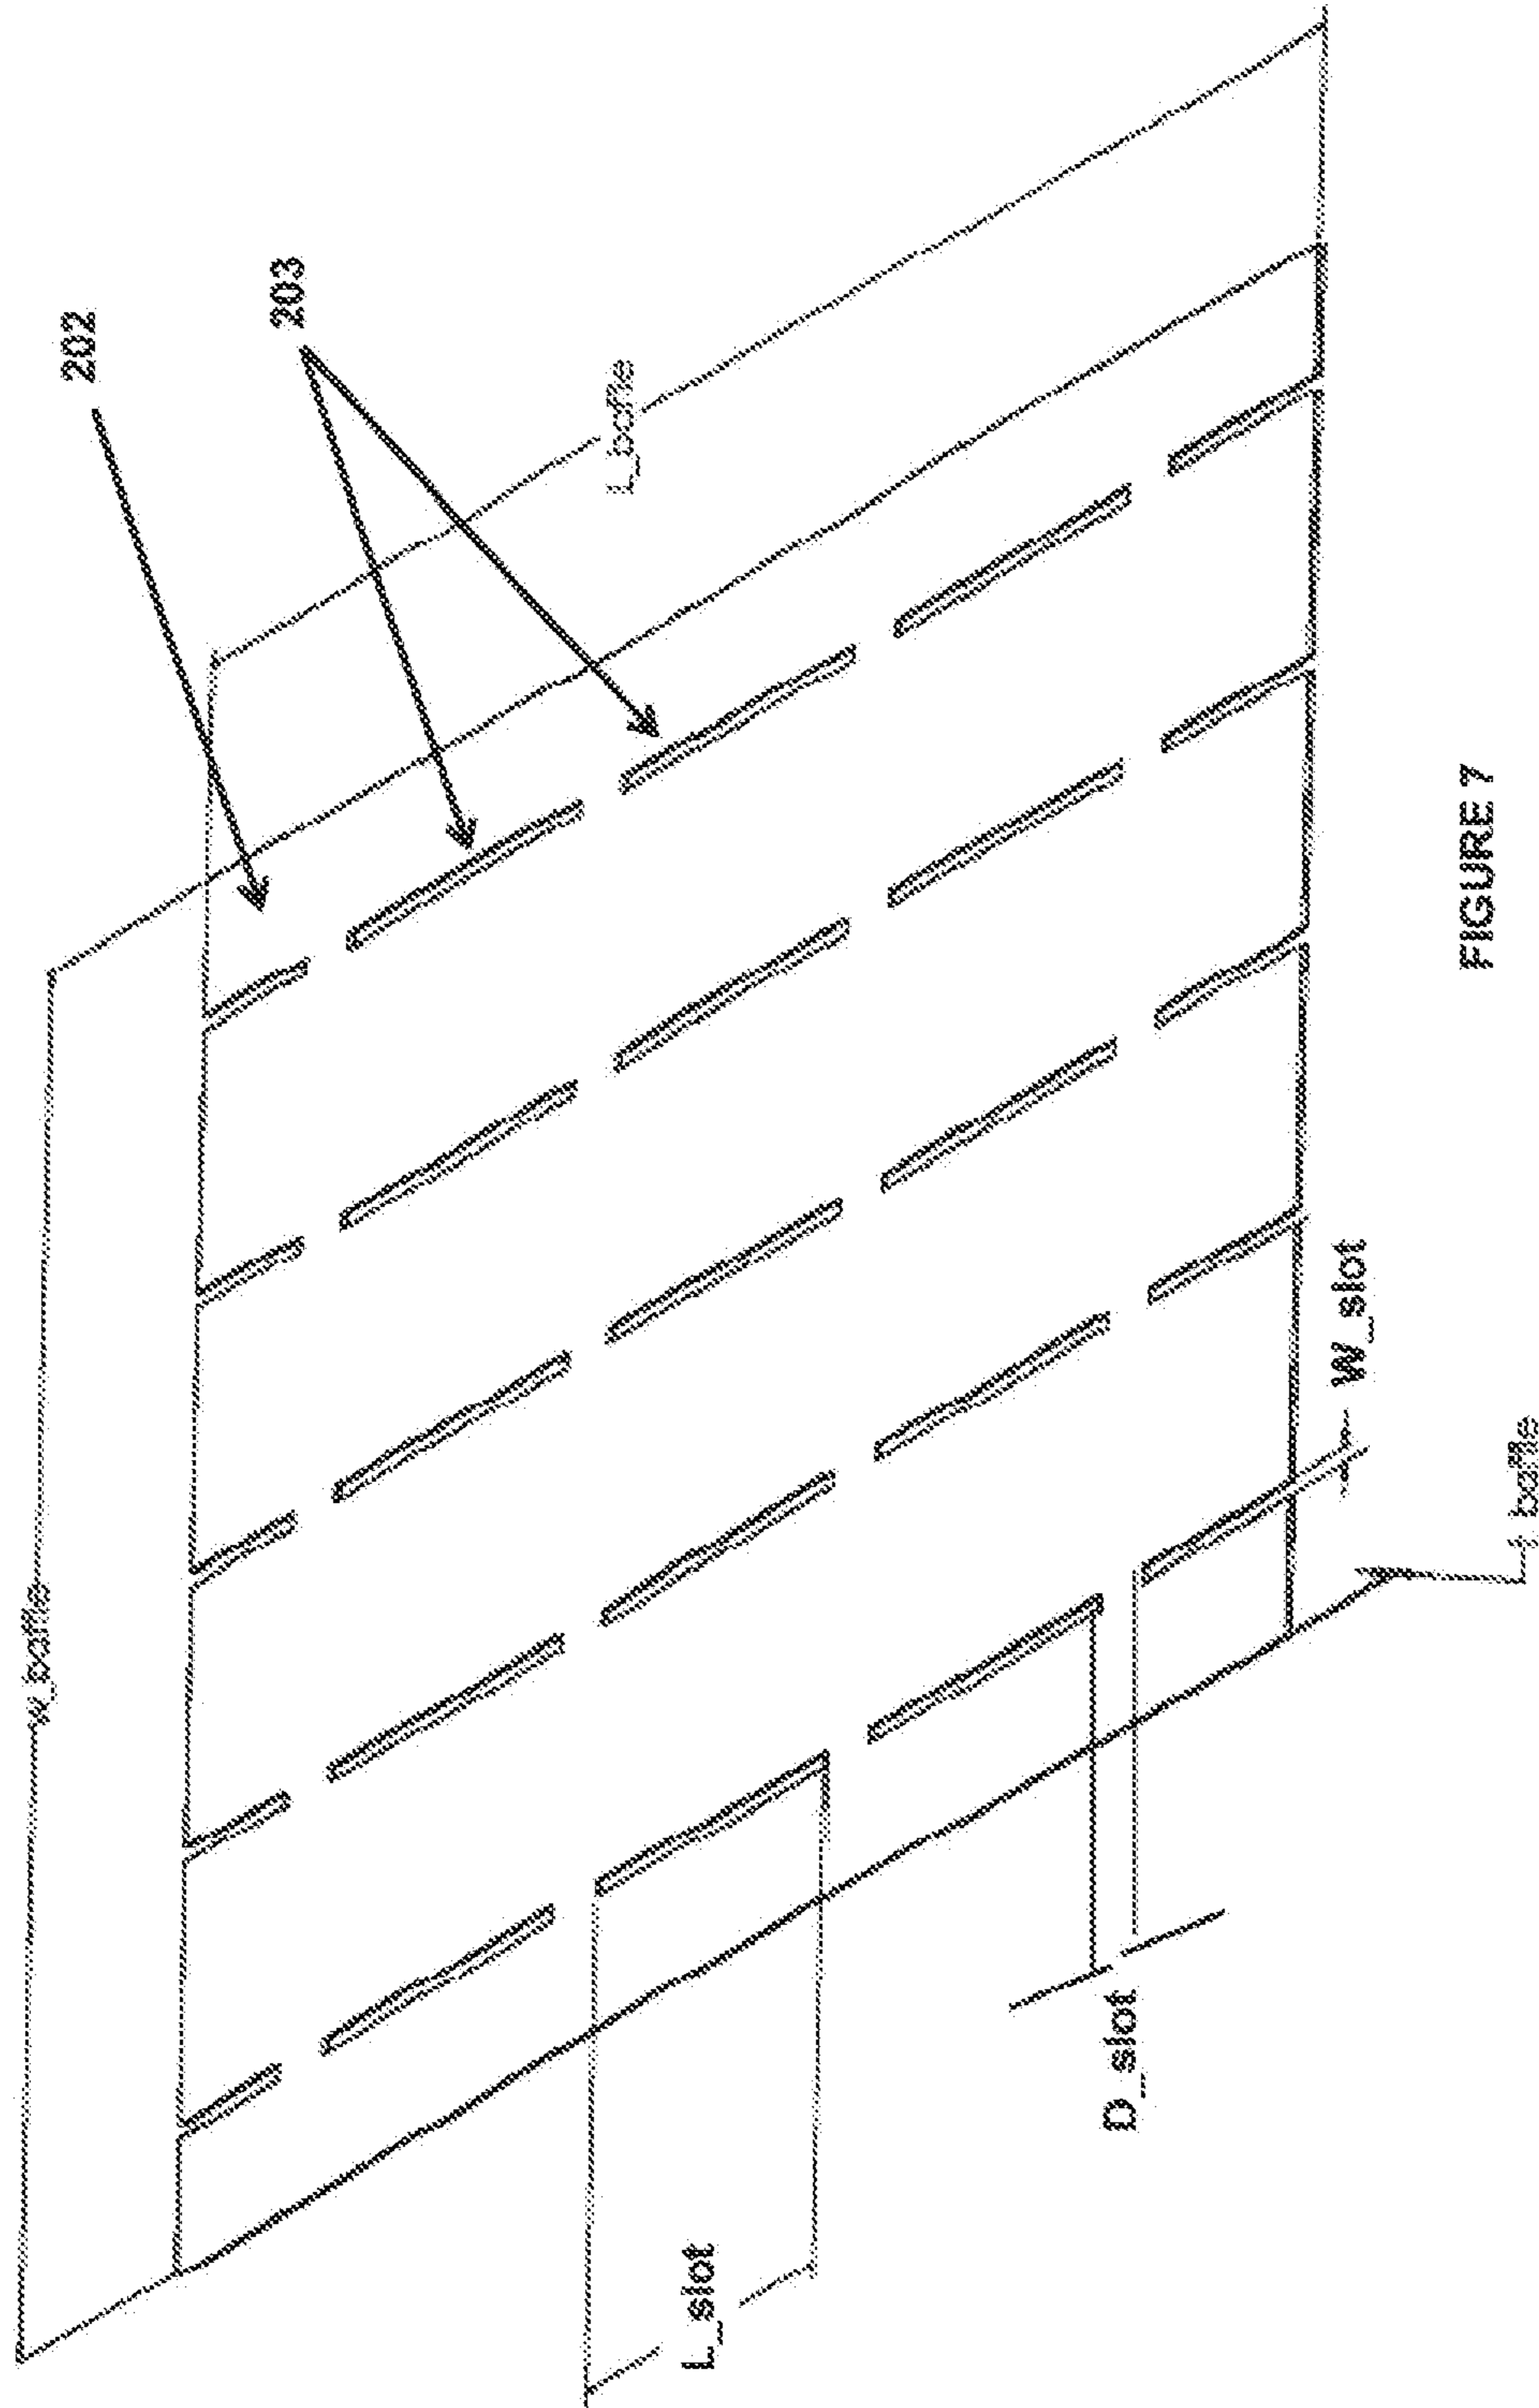 202
203
L_baffle
w_baffle
L_slot
D_slot
W_slot
t_baffle
FIGURE 7